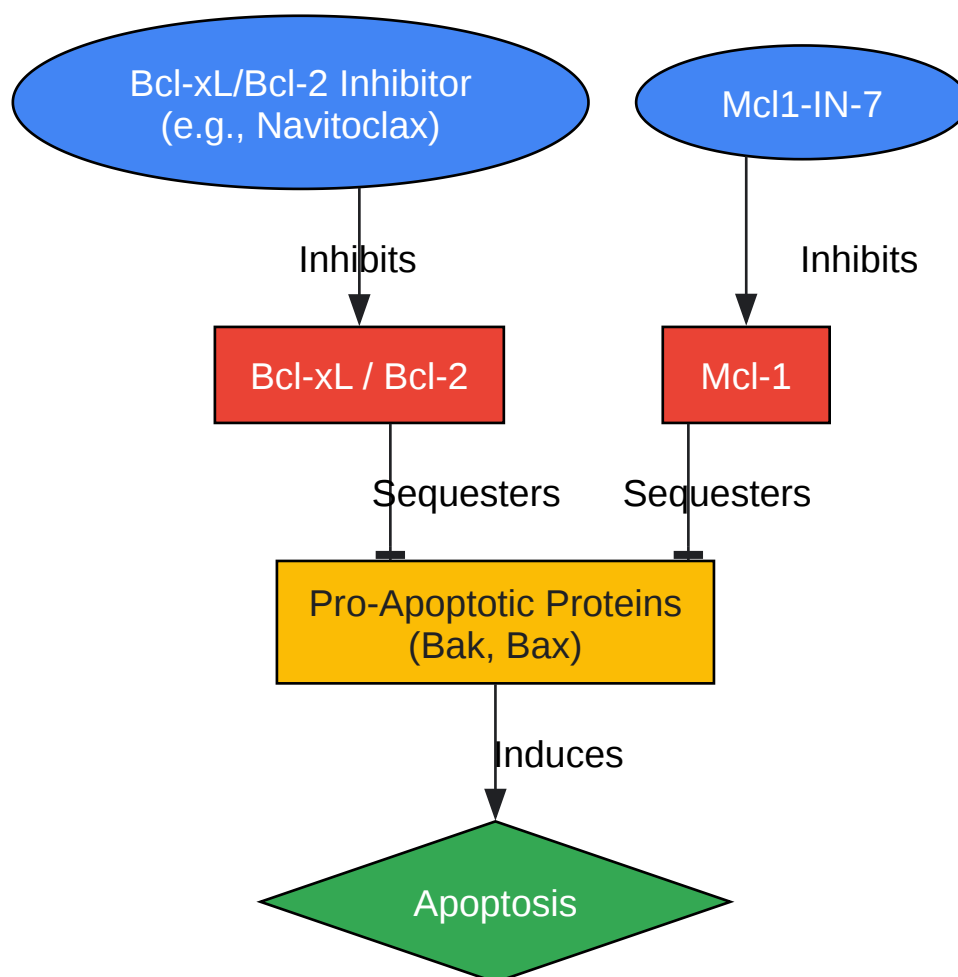 Bcl-xL/Bcl-2 Inhibitor
(e.g., Navitoclax)
Mcl1-IN-7
Inhibits
Inhibits
Bcl-xL / Bcl-2
Mcl-1
Sequesters
Sequesters
Pro-Apoptotic Proteins
(Bak, Bax)
Induces
Apoptosis